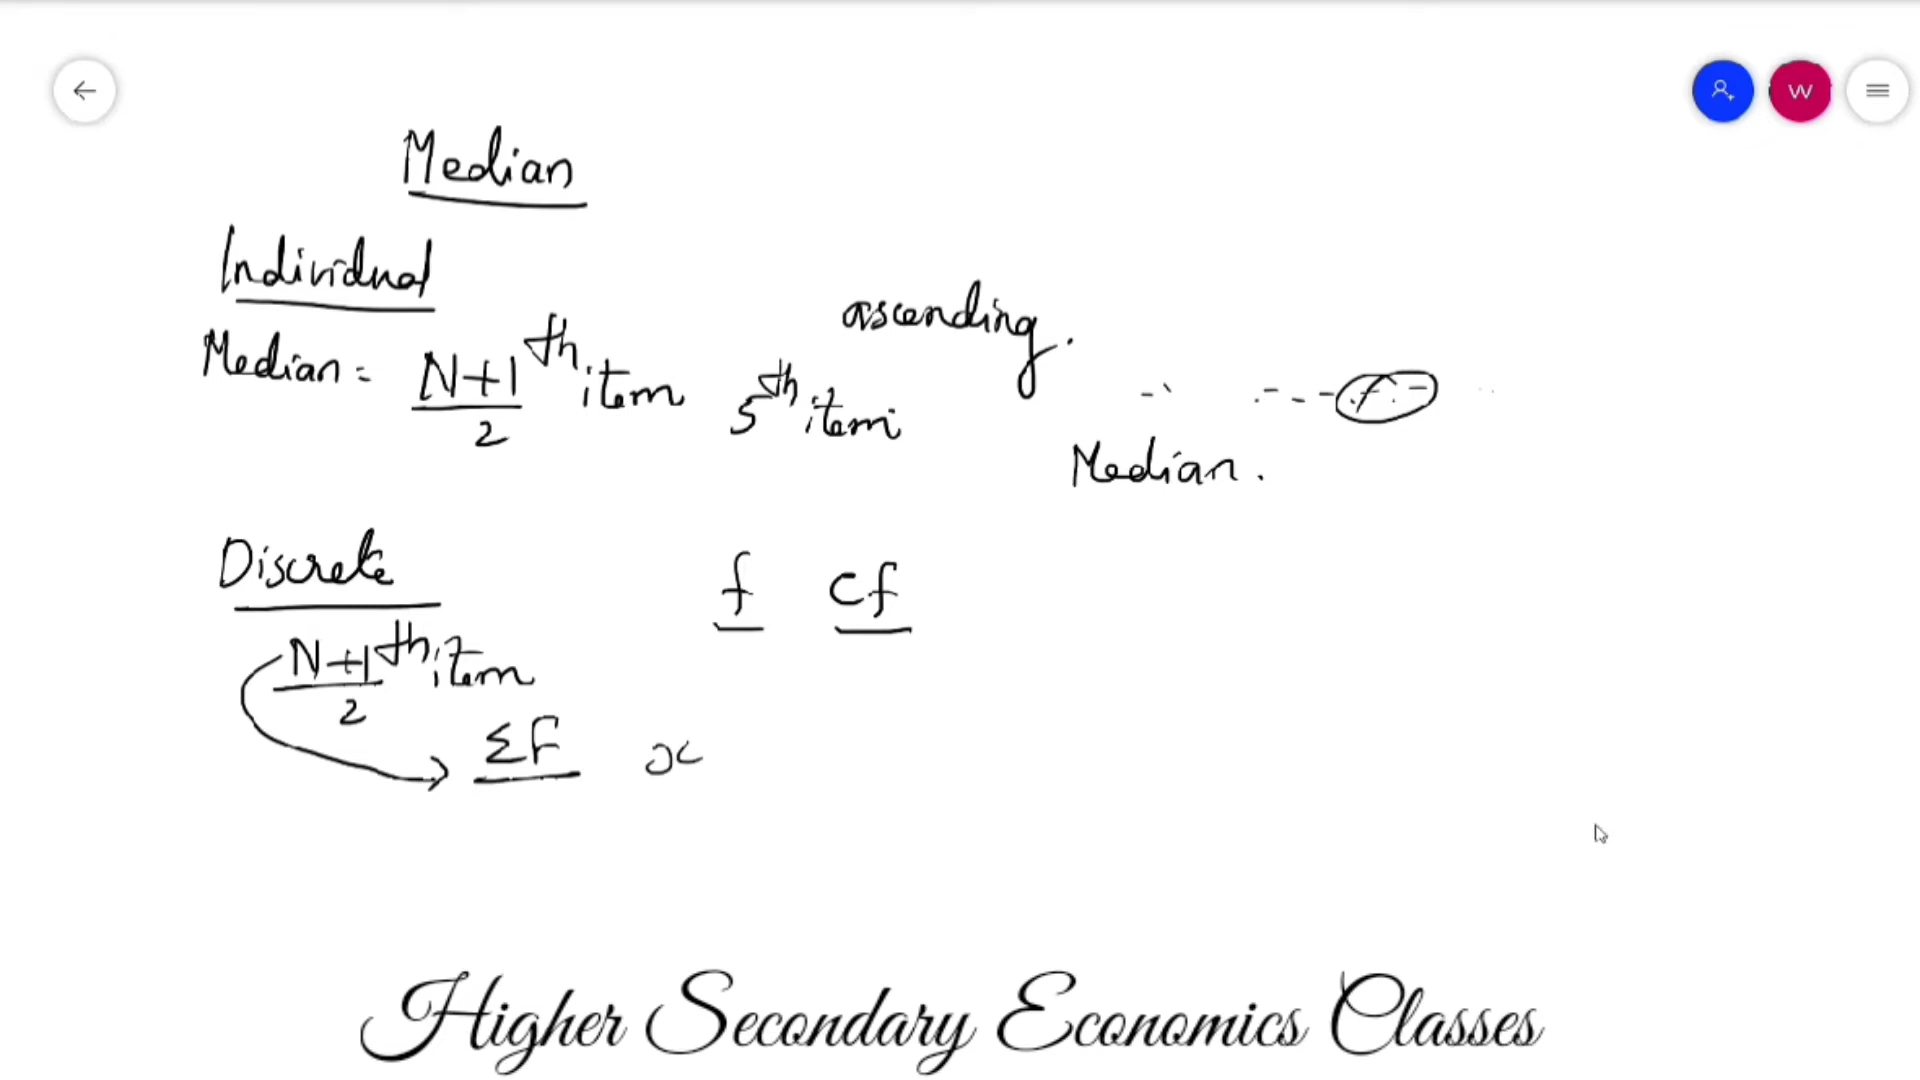 W
Median
Individual
ascending.
Median = N+1/2 th item 5th item
Median.
Discrete
f cf
N+1/2 th item
Σf x
Higher Secondary Economics Classes